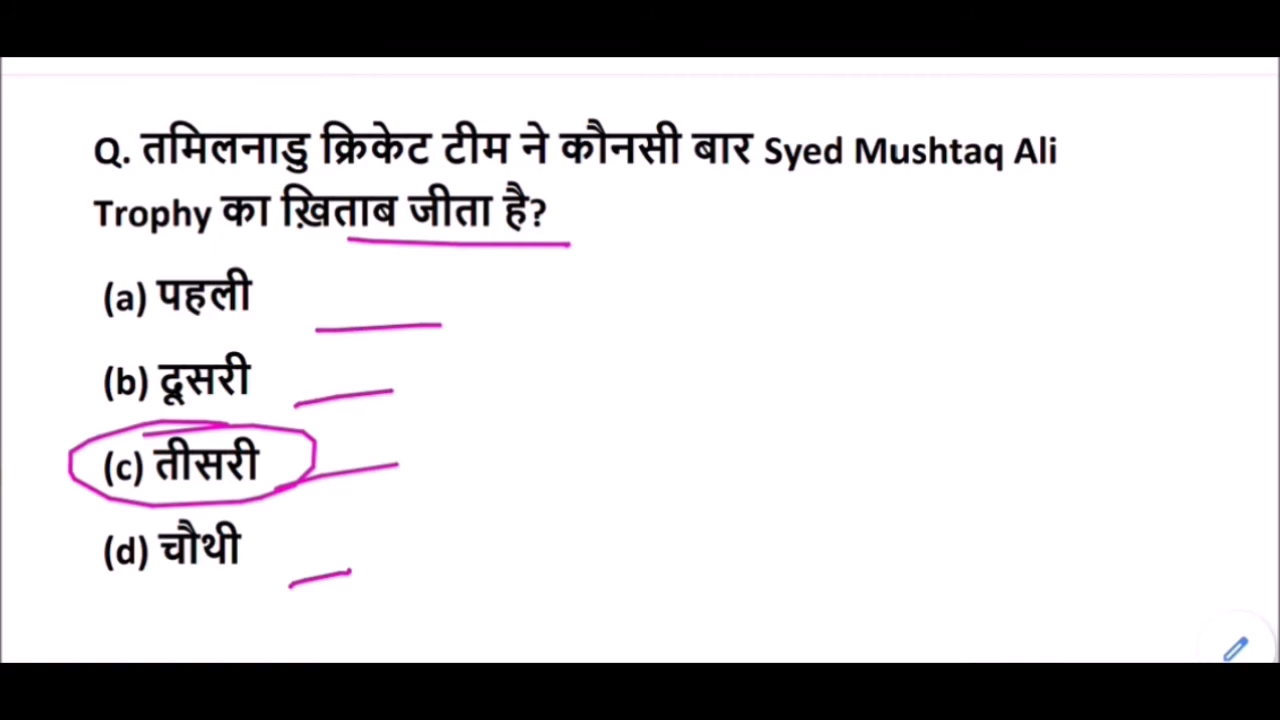 Q. तमिलनाडु क्रिकेट टीम ने कौनसी बार Syed Mushtaq Ali
Trophy का ख़िताब जीता है?
(a) पहली
(b) दूसरी
(c) तीसरी
(d) चौथी